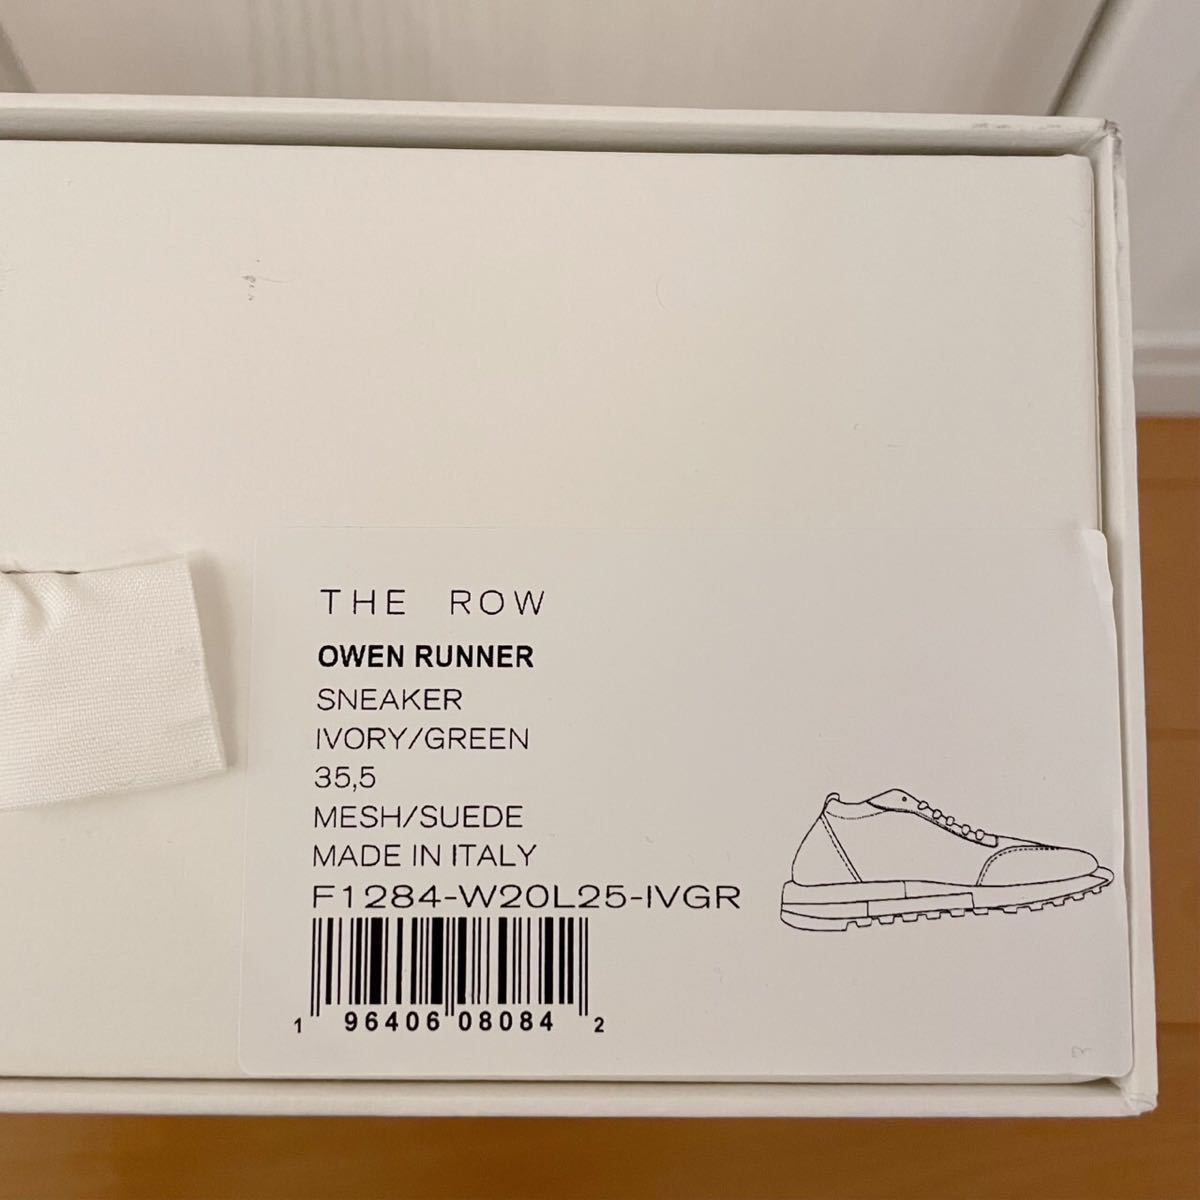 THE ROW
OWEN RUNNER
SNEAKER
IVORY/GREEN
35,5
MESH/SUEDE
MADE IN ITALY
F1284-W20L25-IVGR
1 96406 08084 2